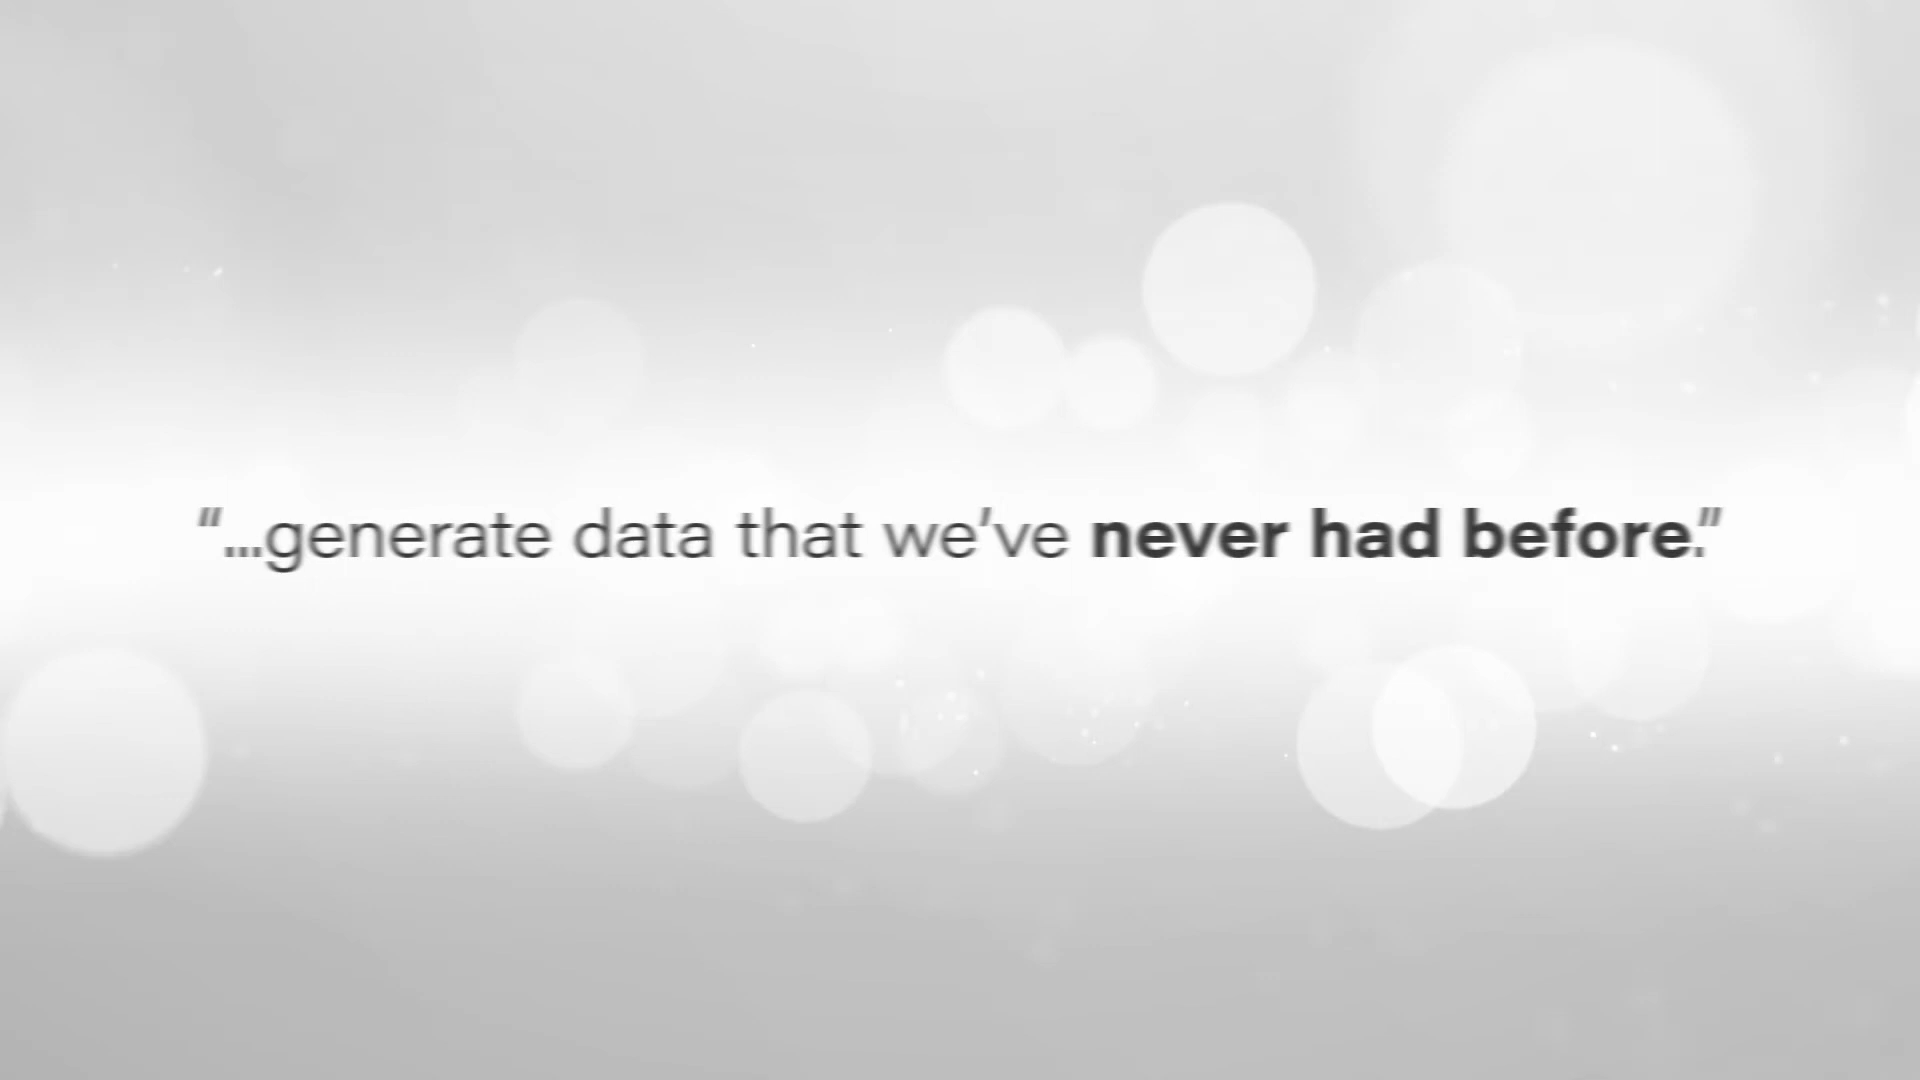 “...generate data that we’ve never had before.”